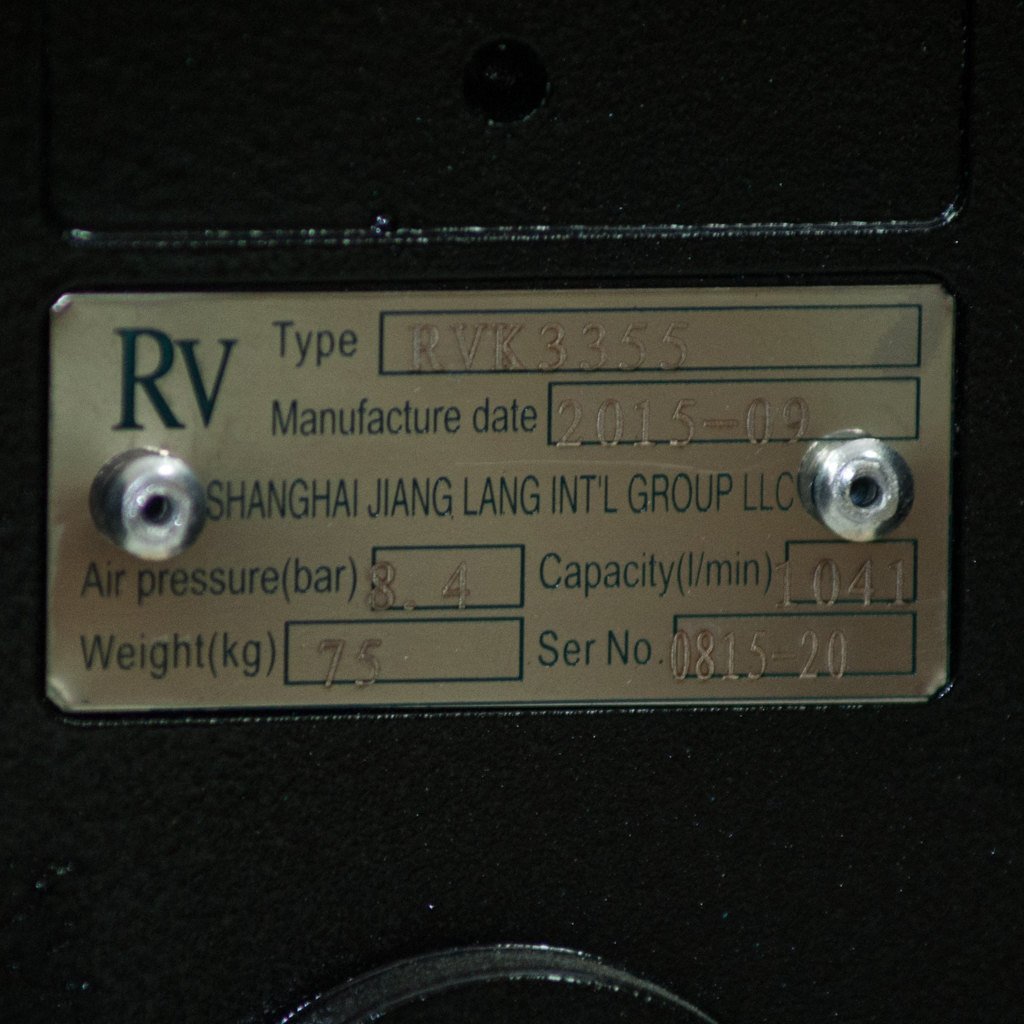 RV Type RVK3355
Manufacture date 2015-09
SHANGHAI JIANG LANG INT'L GROUP LLC
Air pressure(bar) 8.4 Capacity(l/min) 1041
Weight(kg) 75 Ser No. 0815-20